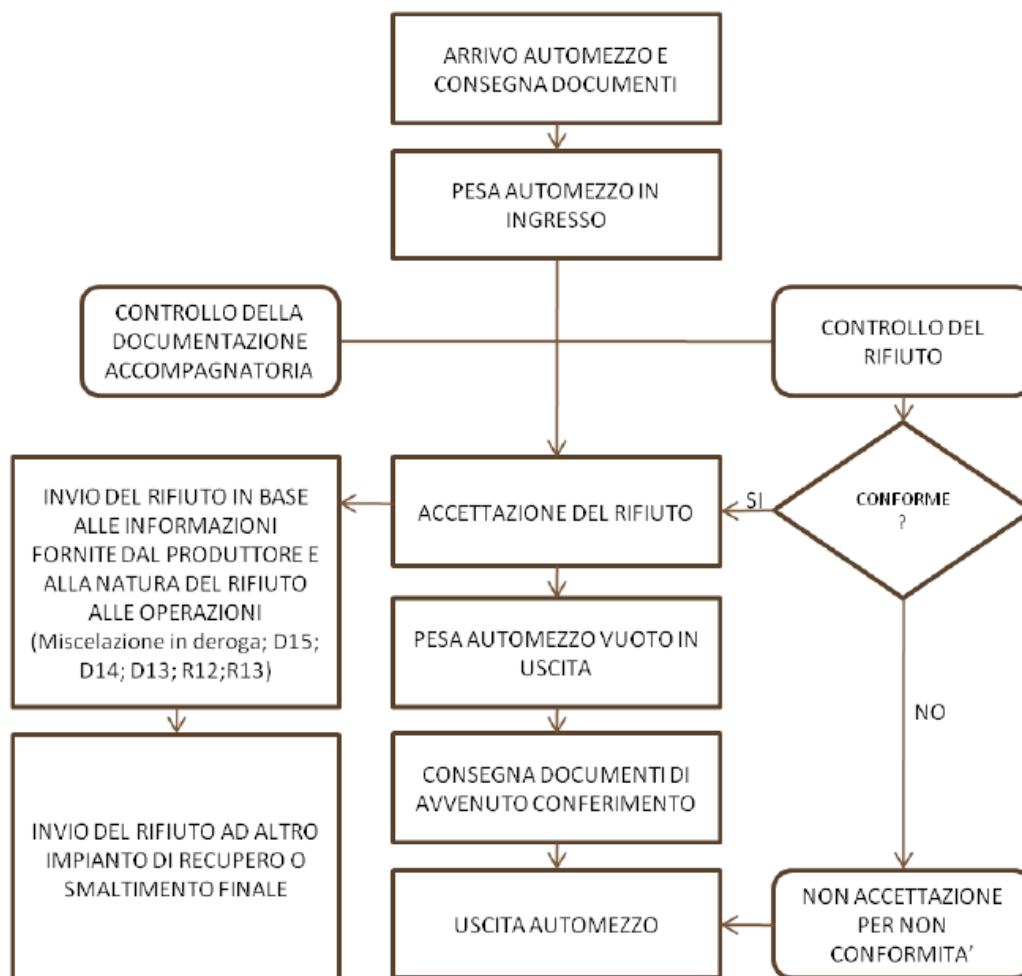 ARRIVO AUTOMEZZO E
CONSEGNA DOCUMENTI
PESA AUTOMEZZO IN
INGRESSO
CONTROLLO DELLA
DOCUMENTAZIONE
ACCOMPAGNATORIA
CONTROLLO DEL
RIFIUTO
INVIO DEL RIFIUTO IN BASE
ALLE INFORMAZIONI
FORNITE DAL PRODUTTORE E
ALLA NATURA DEL RIFIUTO
ALLE OPERAZIONI
(Miscelazione in deroga; D15;
D14; D13; R12;R13)
ACCETTAZIONE DEL RIFIUTO
SI
CONFORME
?
PESA AUTOMEZZO VUOTO IN
USCITA
NO
CONSEGNA DOCUMENTI DI
AVVENUTO CONFERIMENTO
INVIO DEL RIFIUTO AD ALTRO
IMPIANTO DI RECUPERO O
SMALTIMENTO FINALE
USCITA AUTOMEZZO
NON ACCETTAZIONE
PER NON
CONFORMITA'